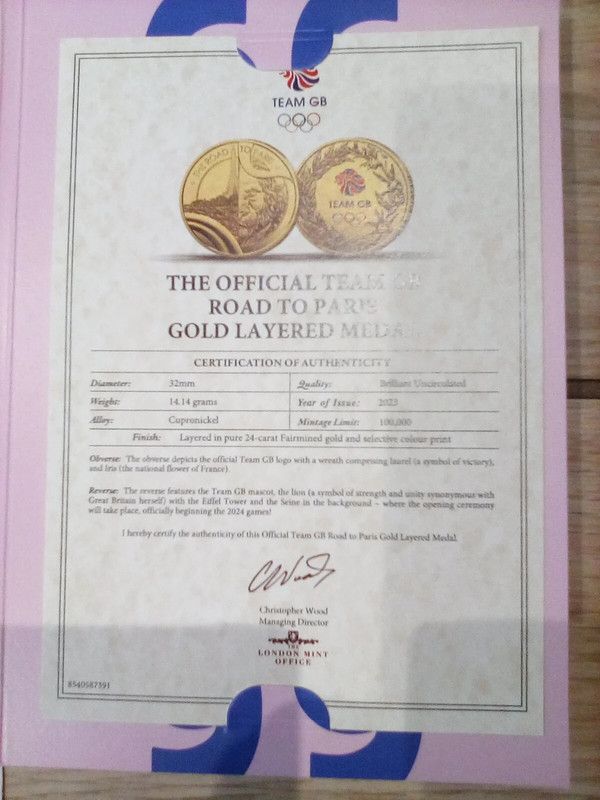 TEAM GB
THE ROAD TO PARIS
TEAM GB
THE OFFICIAL TEAM GB
ROAD TO PARIS
GOLD LAYERED MEDAL
CERTIFICATION OF AUTHENTICITY
Diameter: 32mm Quality: Brilliant Uncirculated
Weight: 14.14 grams Year of Issue: 2023
Alloy: Cupronickel Mintage Limit: 100,000
Finish: Layered in pure 24-carat Fairmined gold and selective colour print
Obverse: The obverse depicts the official Team GB logo with a wreath comprising laurel (a symbol of victory),
and Iris (the national flower of France).
Reverse: The reverse features the Team GB mascot, the lion (a symbol of strength and unity synonymous with
Great Britain herself) with the Eiffel Tower and the Seine in the background – where the opening ceremony
will take place, officially beginning the 2024 games!
I hereby certify the authenticity of this Official Team GB Road to Paris Gold Layered Medal.
CWood
Christopher Wood
Managing Director
THE
LONDON MINT
OFFICE
8540587391